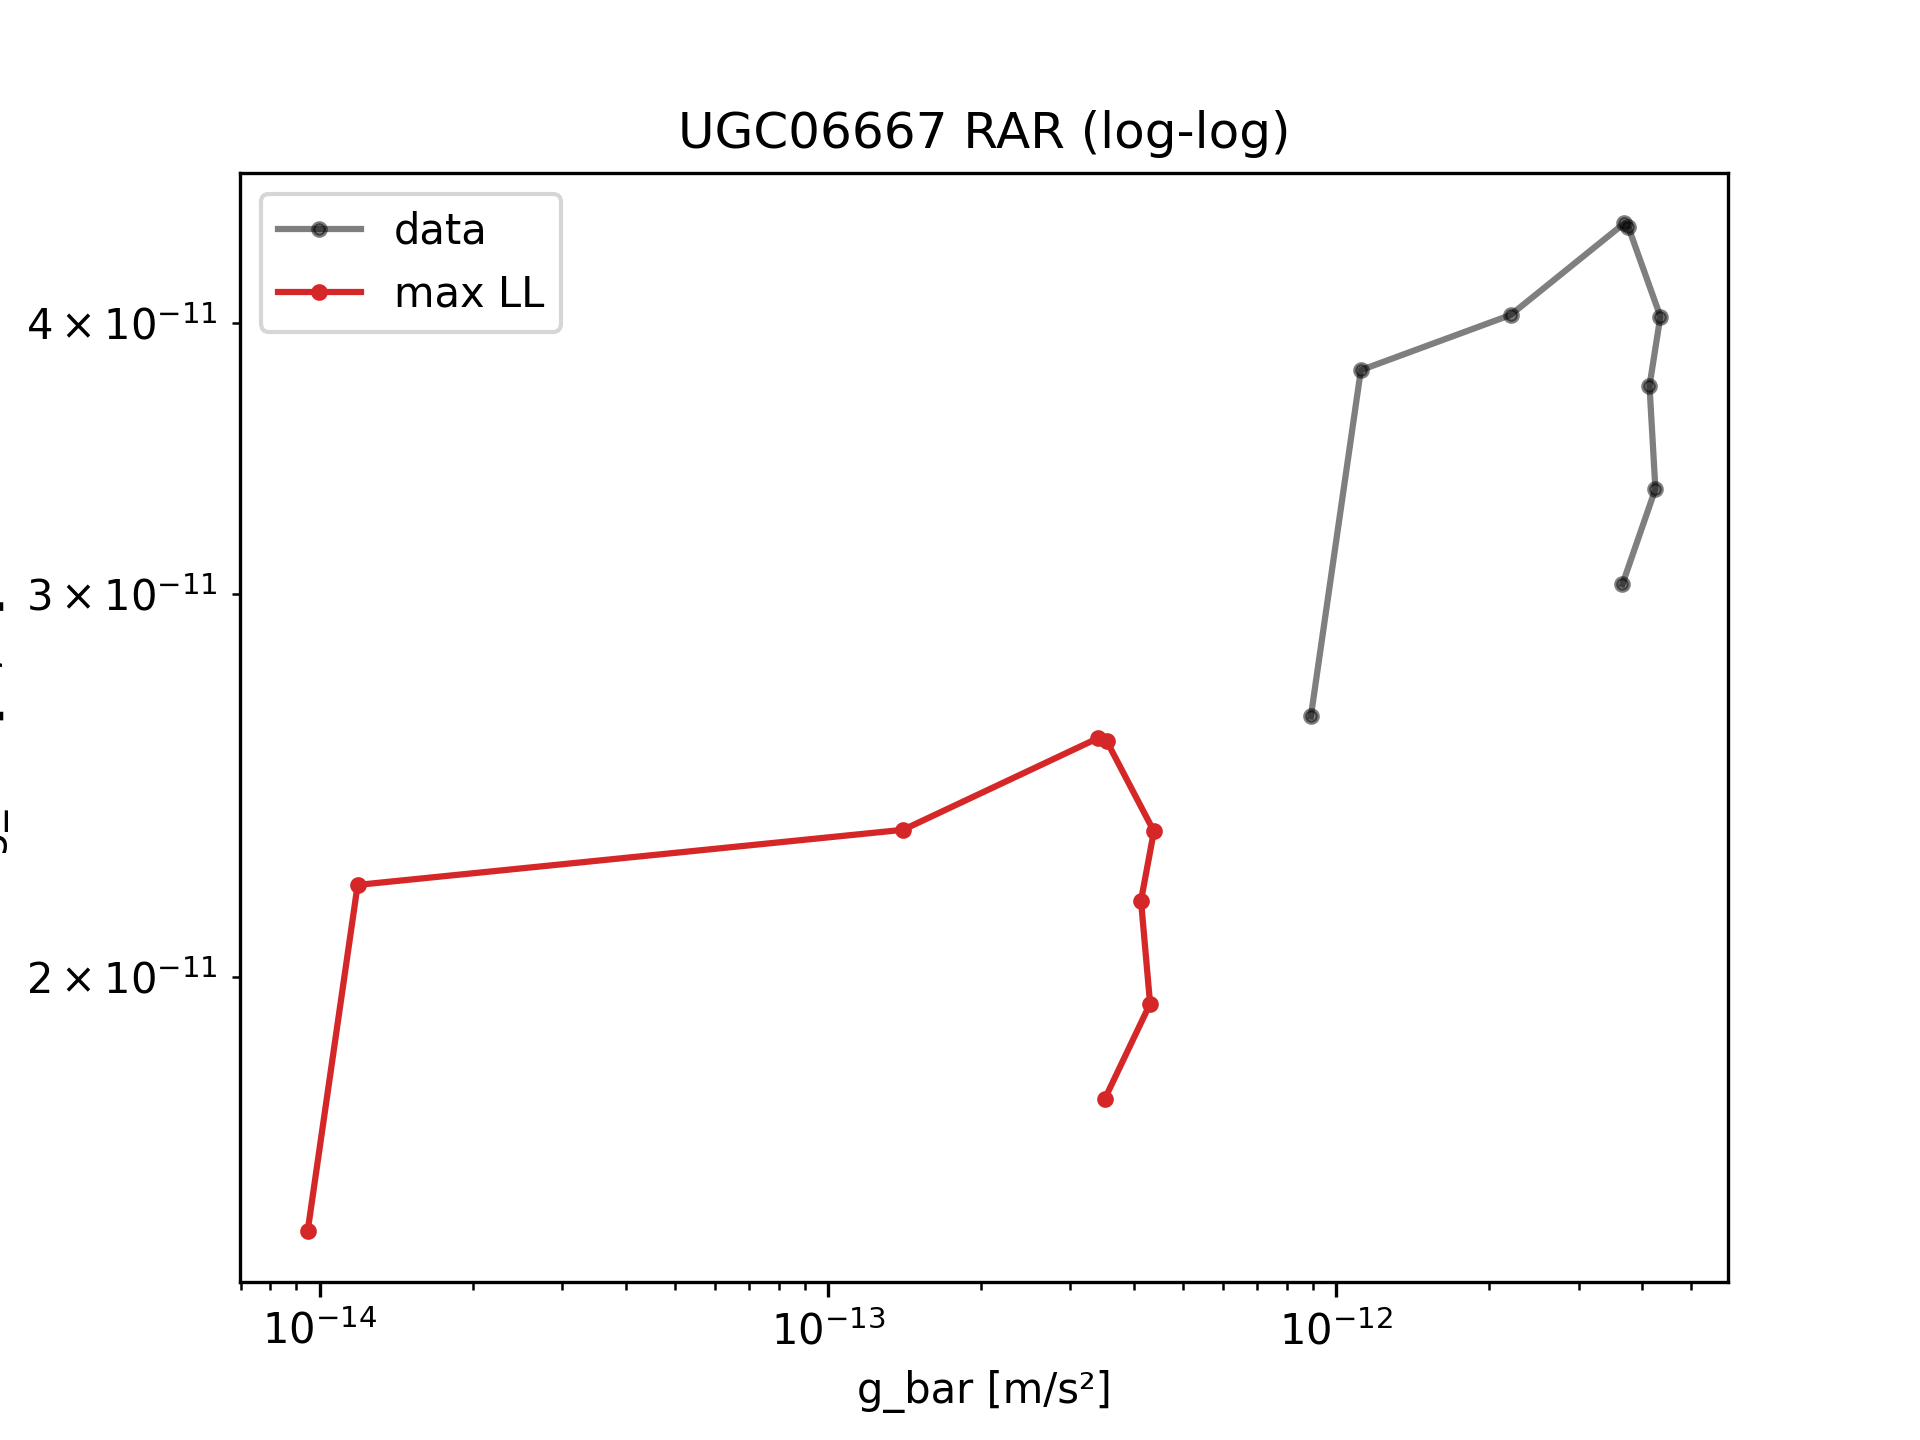 UGC06667 RAR (log-log)
data
max LL
4×10⁻¹¹
3×10⁻¹¹
2×10⁻¹¹
10⁻¹⁴
10⁻¹³
10⁻¹²
g_bar [m/s²]